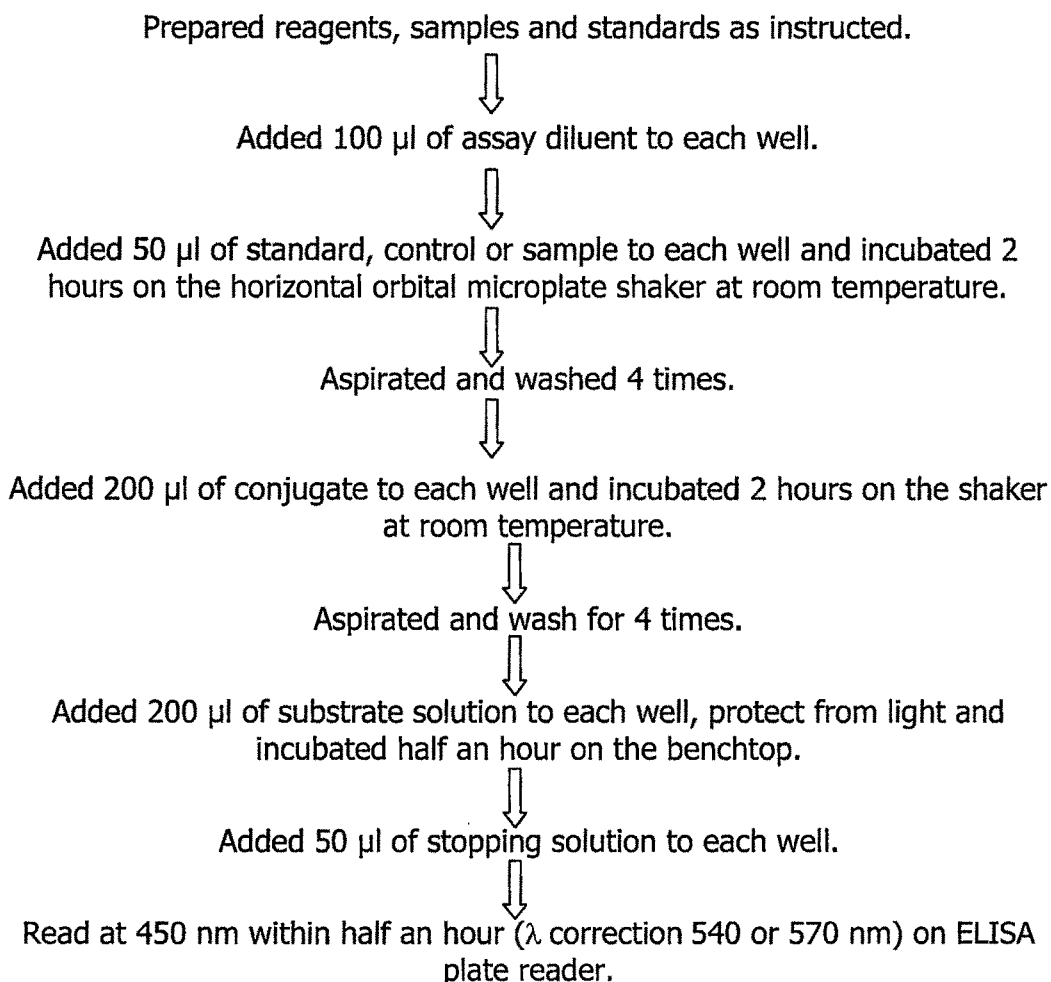 Prepared reagents, samples and standards as instructed.
Added 100 µl of assay diluent to each well.
Added 50 µl of standard, control or sample to each well and incubated 2
hours on the horizontal orbital microplate shaker at room temperature.
Aspirated and washed 4 times.
Added 200 µl of conjugate to each well and incubated 2 hours on the shaker
at room temperature.
Aspirated and wash for 4 times.
Added 200 µl of substrate solution to each well, protect from light and
incubated half an hour on the benchtop.
Added 50 µl of stopping solution to each well.
Read at 450 nm within half an hour (λ correction 540 or 570 nm) on ELISA
plate reader.